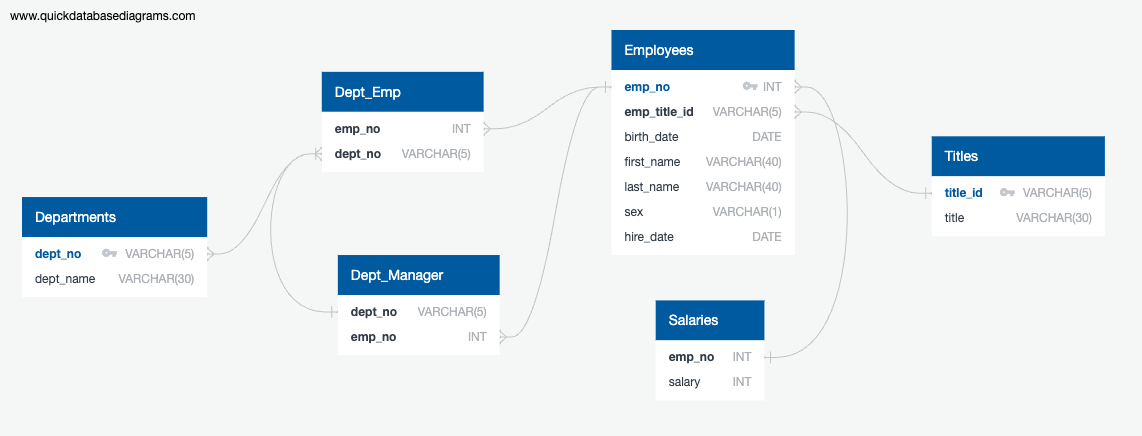 www.quickdatabasediagrams.com
Employees
emp_no INT
emp_title_id VARCHAR(5)
birth_date DATE
first_name VARCHAR(40)
last_name VARCHAR(40)
sex VARCHAR(1)
hire_date DATE
Dept_Emp
emp_no INT
dept_no VARCHAR(5)
Titles
title_id VARCHAR(5)
title VARCHAR(30)
Departments
dept_no VARCHAR(5)
dept_name VARCHAR(30)
Dept_Manager
dept_no VARCHAR(5)
emp_no INT
Salaries
emp_no INT
salary INT